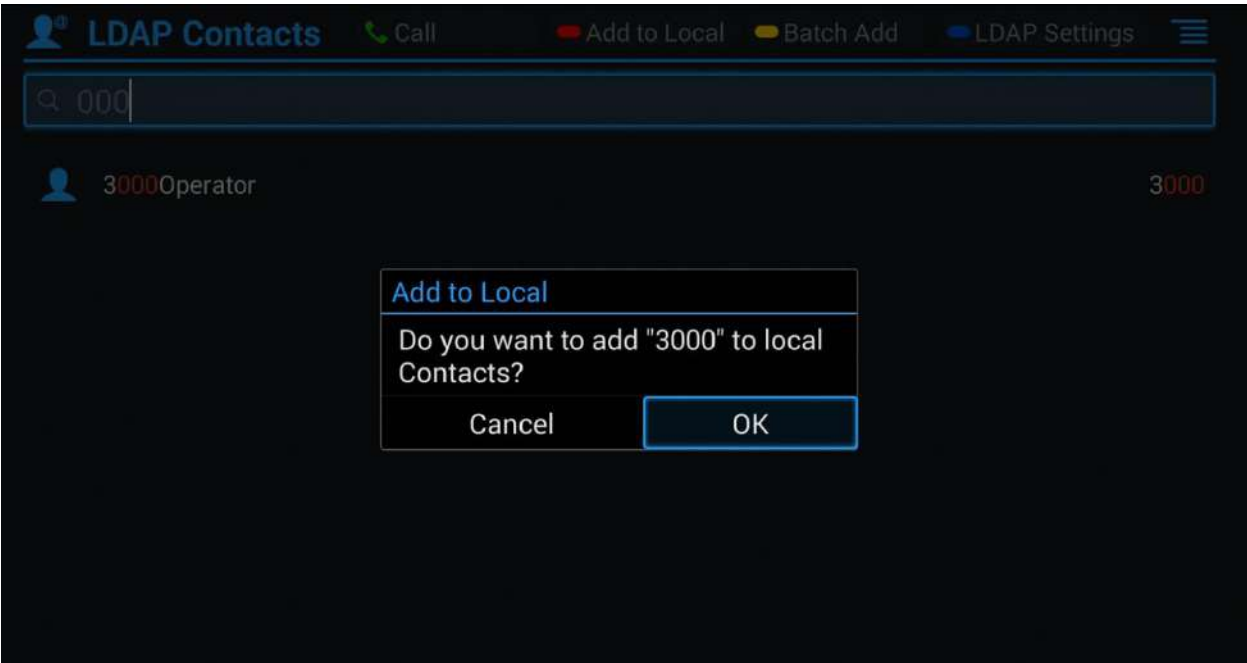 LDAP Contacts Call Add to Local Batch Add LDAP Settings
000
3000Operator 3000
Add to Local
Do you want to add "3000" to local
Contacts?
Cancel OK